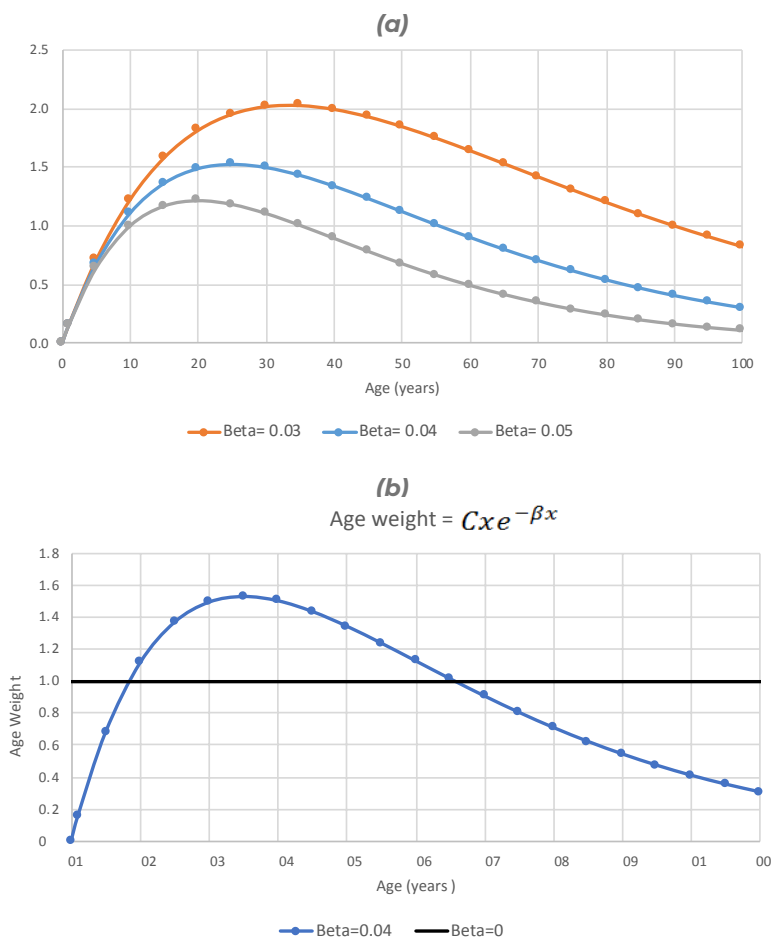 (a)
2.5
2.0
1.5
1.0
0.5
0.0
0 10 20 30 40 50 60 70 80 90 100
Age (years)
Beta= 0.03 Beta= 0.04 Beta= 0.05
(b)
Age weight = Cxe^{-βx}
1.8
1.6
1.4
1.2
1.0
0.8
0.6
0.4
0.2
0
Age Weight
01 02 03 04 05 06 07 08 09 01 00
Age (years )
Beta=0.04 Beta=0